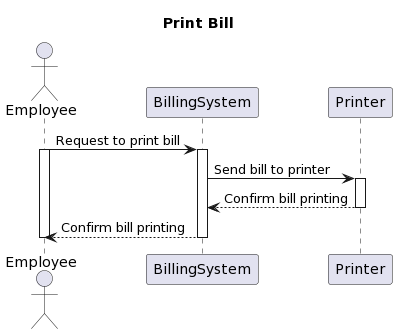 Print Bill
Employee
BillingSystem
Printer
Request to print bill
Send bill to printer
Confirm bill printing
Confirm bill printing
Employee
BillingSystem
Printer